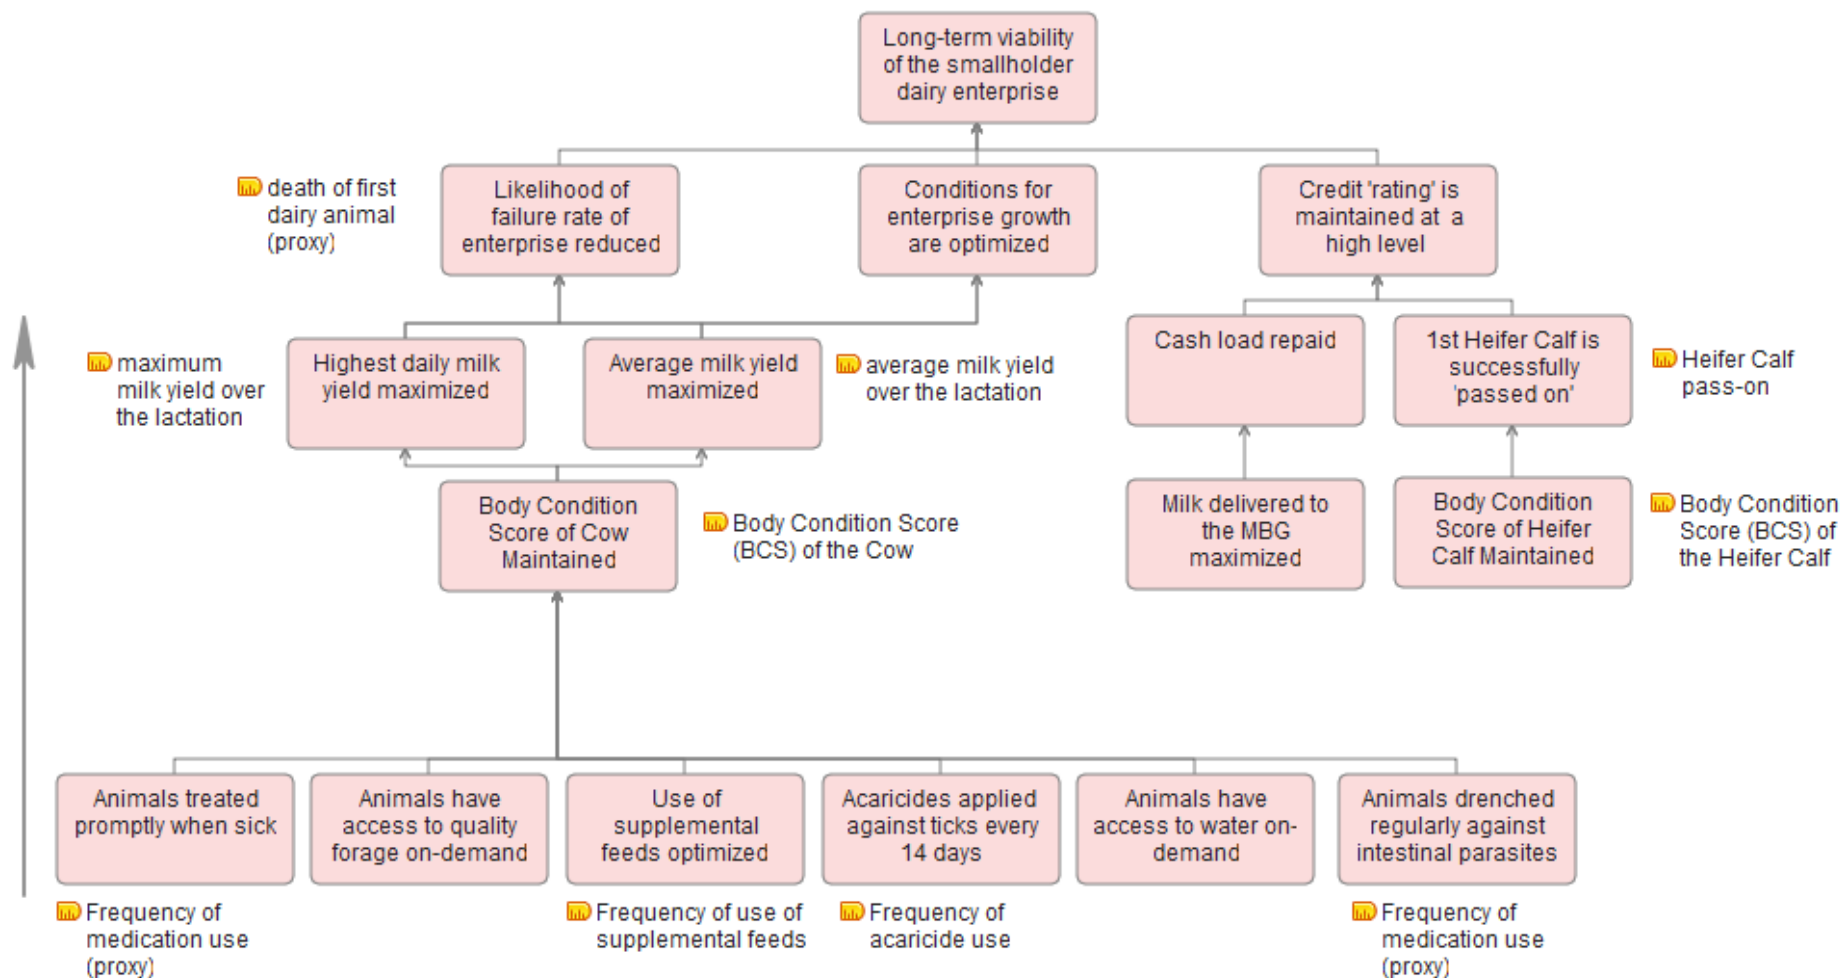 Long-term viability
of the smallholder
dairy enterprise
death of first
dairy animal
(proxy)
Likelihood of
failure rate of
enterprise reduced
Conditions for
enterprise growth
are optimized
Credit 'rating' is
maintained at a
high level
maximum
milk yield over
the lactation
Highest daily milk
yield maximized
Average milk yield
maximized
average milk yield
over the lactation
Cash load repaid
1st Heifer Calf is
successfully
'passed on'
Heifer Calf
pass-on
Body Condition
Score of Cow
Maintained
Body Condition Score
(BCS) of the Cow
Milk delivered to
the MBG
maximized
Body Condition
Score of Heifer
Calf Maintained
Body Condition
Score (BCS) of
the Heifer Calf
Animals treated
promptly when sick
Animals have
access to quality
forage on-demand
Use of
supplemental
feeds optimized
Acaricides applied
against ticks every
14 days
Animals have
access to water on-
demand
Animals drenched
regularly against
intestinal parasites
Frequency of
medication use
(proxy)
Frequency of use of
supplemental feeds
Frequency of
acaricide use
Frequency of
medication use
(proxy)